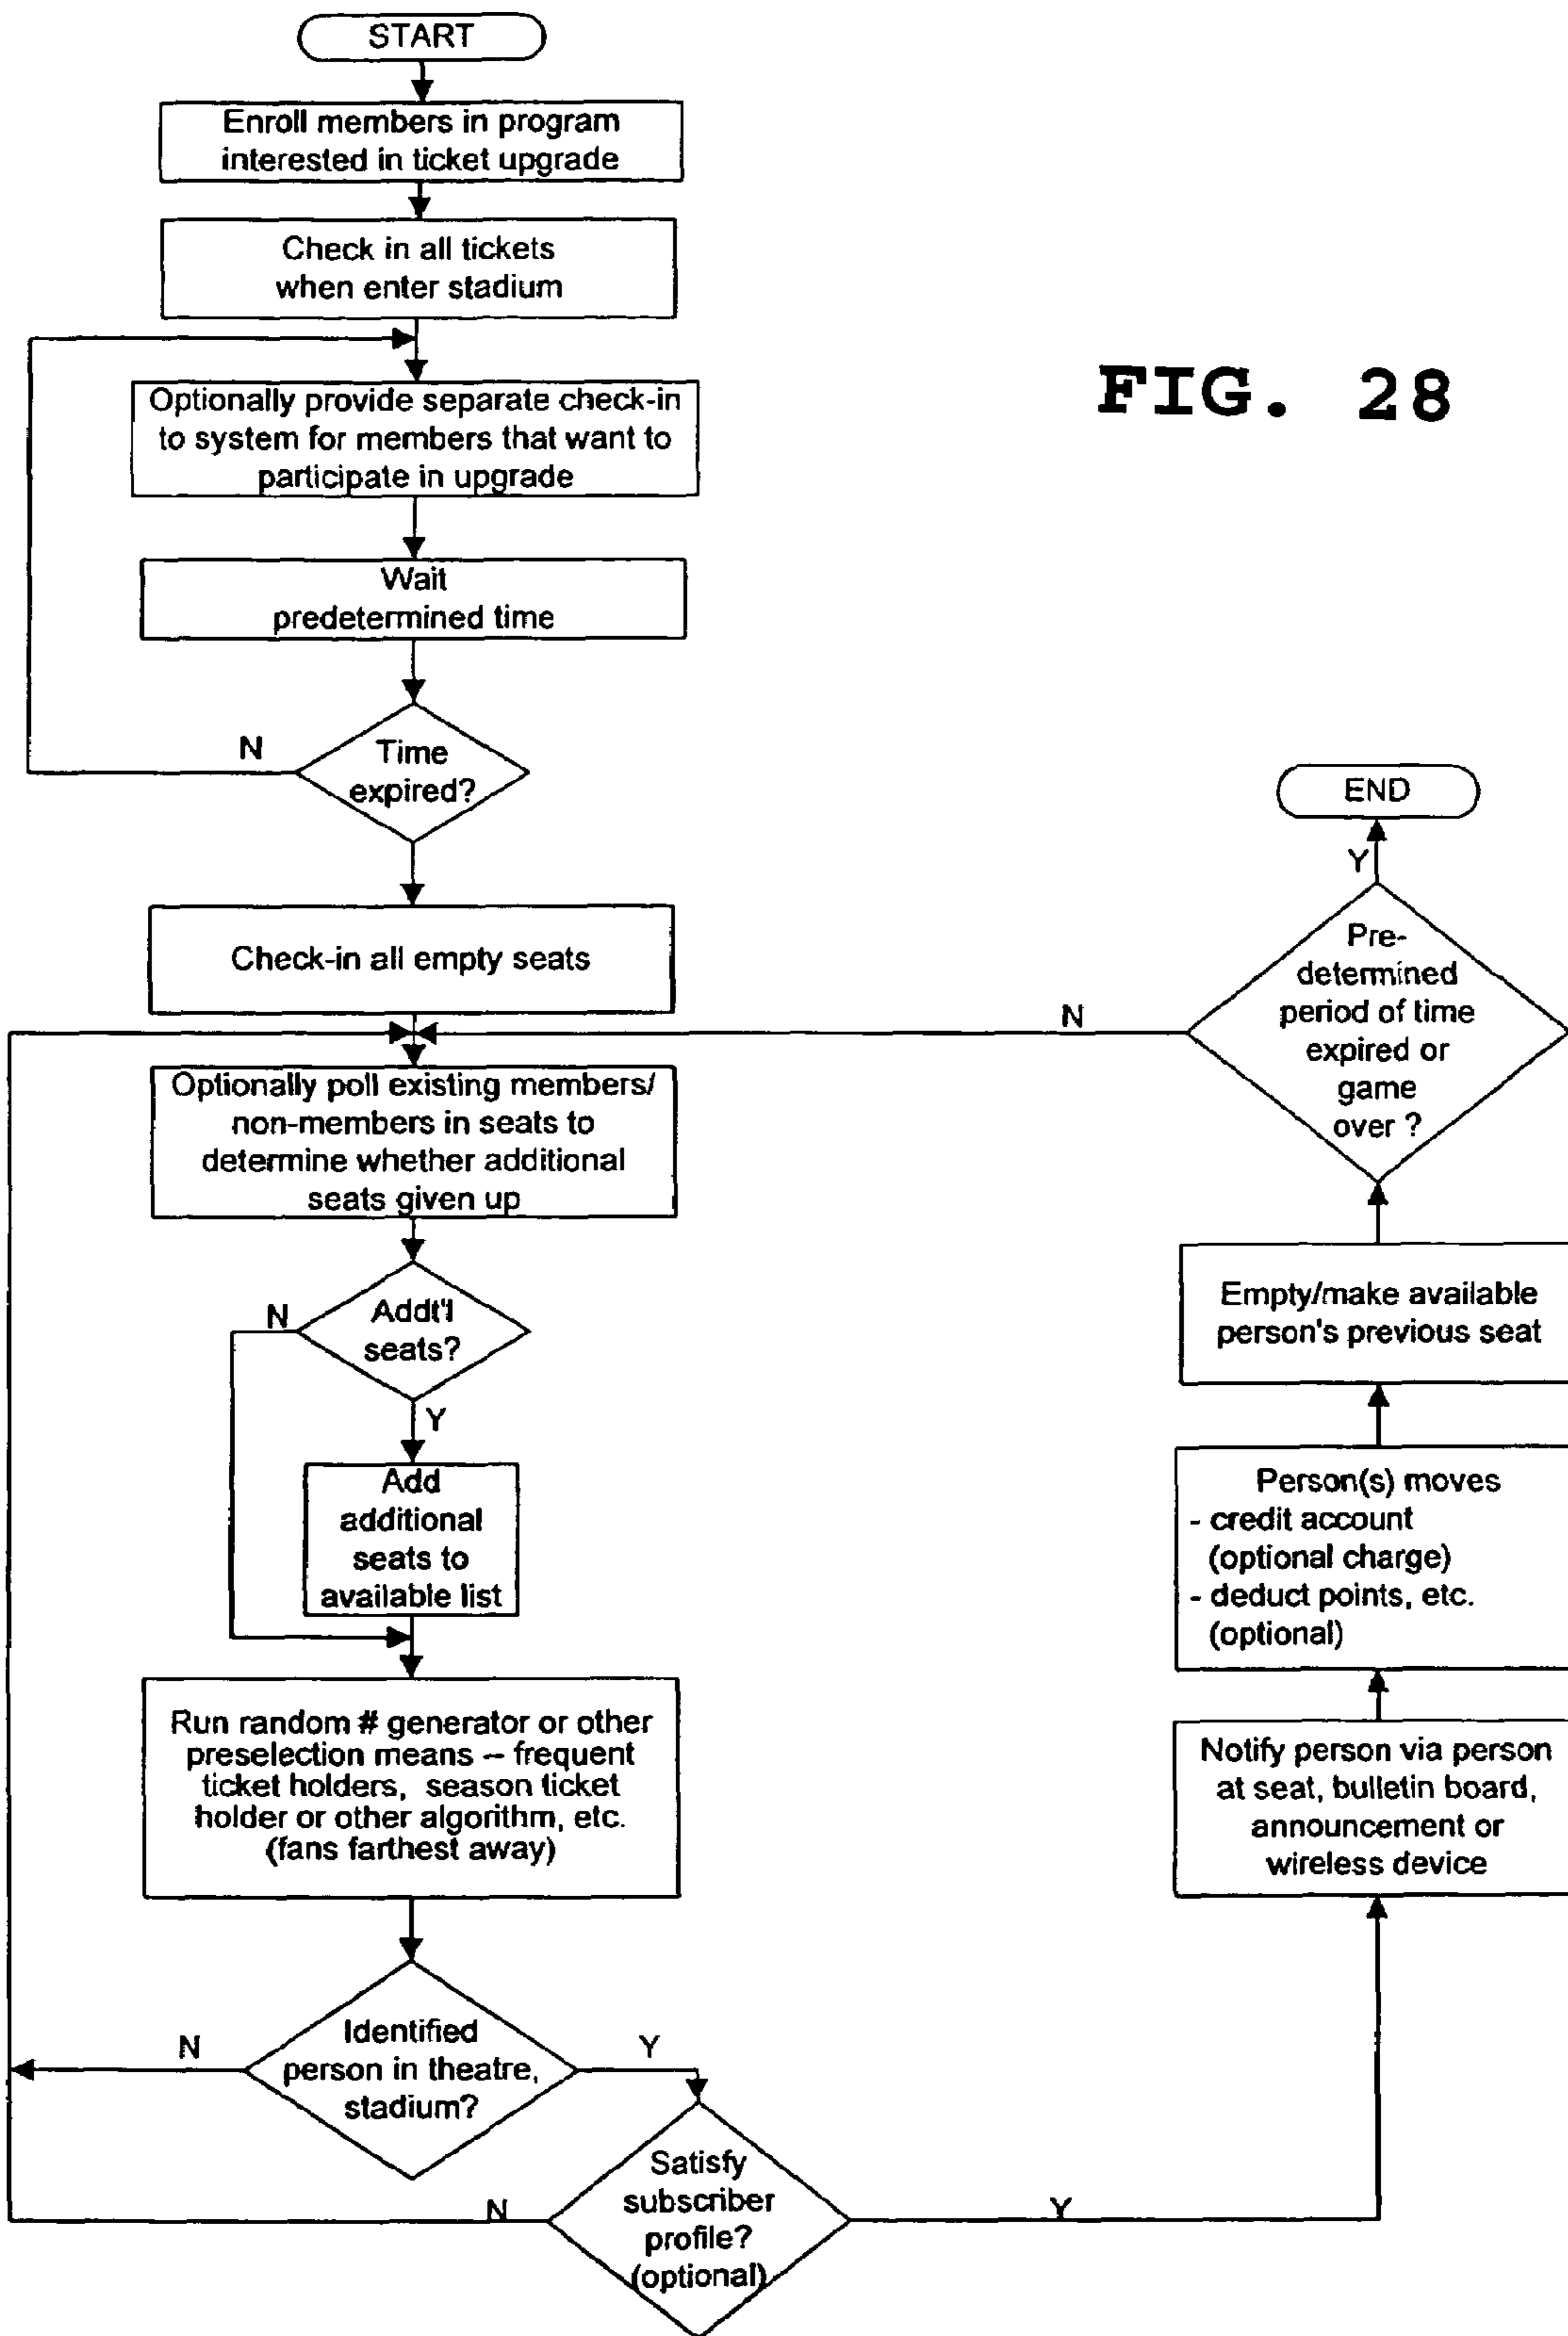 START
Enroll members in program
interested in ticket upgrade
Check in all tickets
when enter stadium
FIG. 28
Optionally provide separate check-in
to system for members that want to
participate in upgrade
Wait
predetermined time
N
Time
expired?
Check-in all empty seats
Optionally poll existing members/
non-members in seats to
determine whether additional
seats given up
N
Addt'l
seats?
Y
Add
additional
seats to
available list
Run random # generator or other
preselection means -- frequent
ticket holders, season ticket
holder or other algorithm, etc.
(fans farthest away)
N
Identified
person in theatre,
stadium?
Y
N
Satisfy
subscriber
profile?
(optional)
Y
Notify person via person
at seat, bulletin board,
announcement or
wireless device
Person(s) moves
- credit account
(optional charge)
- deduct points, etc.
(optional)
Empty/make available
person's previous seat
Pre-
determined
period of time
expired or
game
over ?
N
Y
END